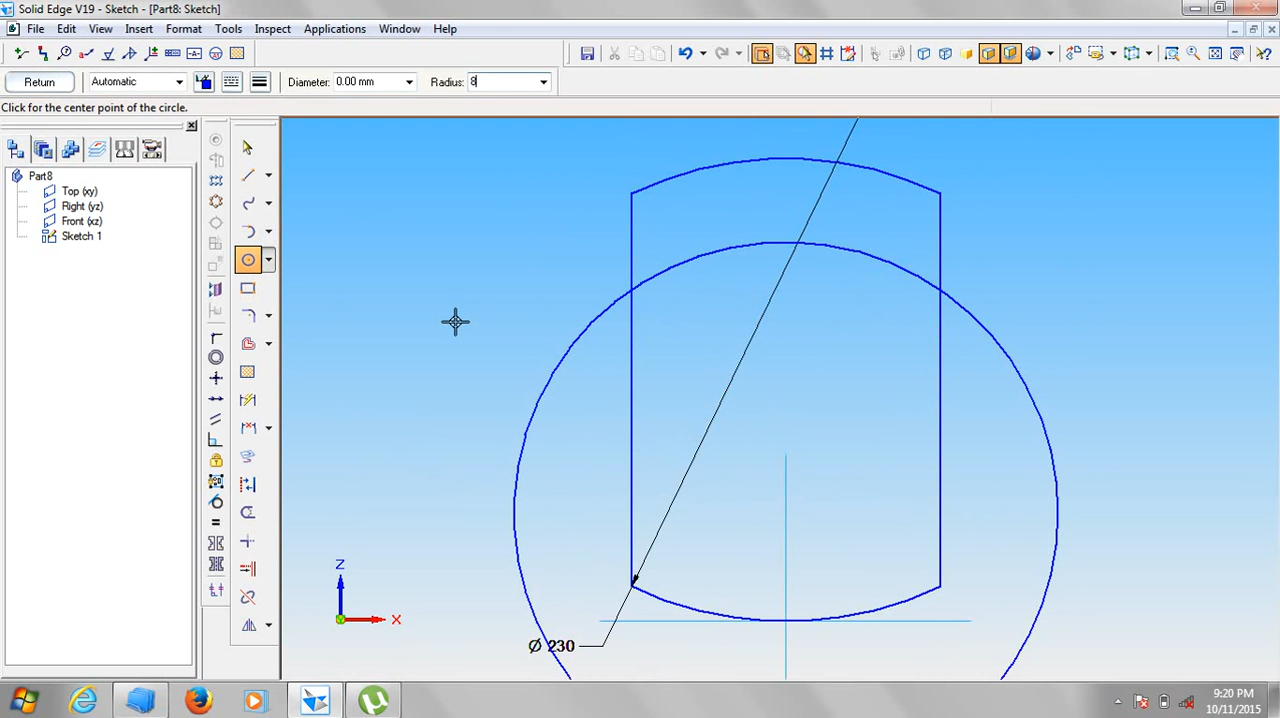 Solid Edge V19 - Sketch - [Part8: Sketch]
File Edit View Insert Format Tools Inspect Applications Window Help
Return Automatic Diameter: 0.00 mm Radius: 8
Click for the center point of the circle.
Part8
Top (xy)
Right (yz)
Front (xz)
Sketch 1
Z
X
Ø 230
9:20 PM
10/11/2015